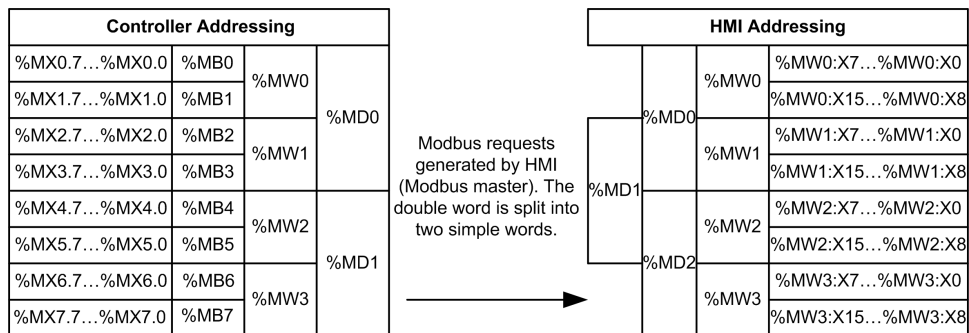 Controller Addressing
%MX0.7...%MX0.0 %MB0 %MW0 %MD0
%MX1.7...%MX1.0 %MB1
%MX2.7...%MX2.0 %MB2 %MW1
%MX3.7...%MX3.0 %MB3
%MX4.7...%MX4.0 %MB4 %MW2 %MD1
%MX5.7...%MX5.0 %MB5
%MX6.7...%MX6.0 %MB6 %MW3
%MX7.7...%MX7.0 %MB7
Modbus requests
generated by HMI
(Modbus master). The
double word is split into
two simple words.
HMI Addressing
%MD0 %MW0 %MW0:X7...%MW0:X0
%MW0:X15...%MW0:X8
%MD1 %MW1 %MW1:X7...%MW1:X0
%MW1:X15...%MW1:X8
%MD2 %MW2 %MW2:X7...%MW2:X0
%MW2:X15...%MW2:X8
%MW3 %MW3:X7...%MW3:X0
%MW3:X15...%MW3:X8